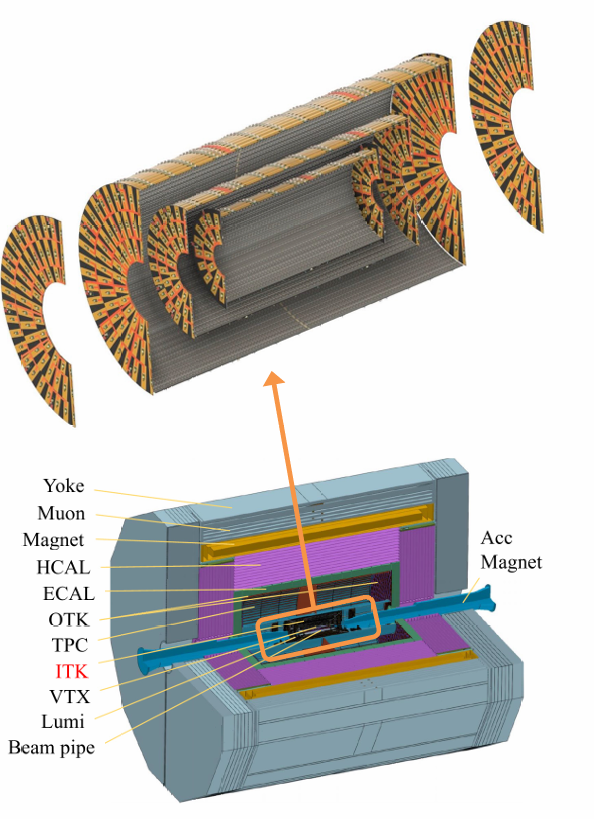 Yoke
Muon
Magnet
HCAL
ECAL
OTK
TPC
ITK
VTX
Lumi
Beam pipe
Acc
Magnet